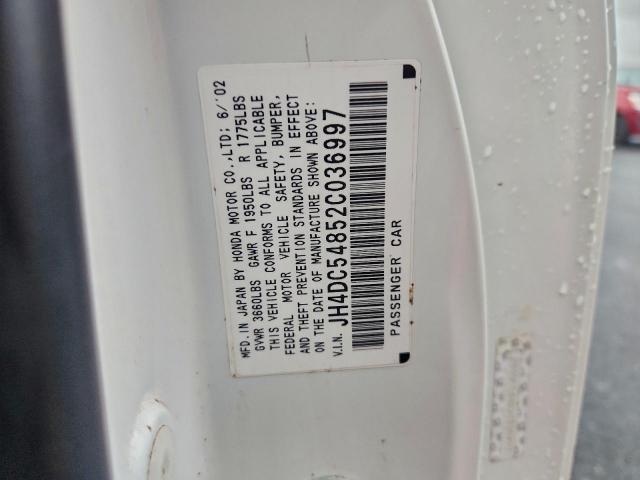 MFD. IN JAPAN BY HONDA MOTOR CO.,LTD; 6/'02
GVWR 3660LBS GAWR F 1950LBS R 1775LBS
THIS VEHICLE CONFORMS TO ALL APPLICABLE
FEDERAL MOTOR VEHICLE SAFETY, BUMPER,
AND THEFT PREVENTION STANDARDS IN EFFECT
ON THE DATE OF MANUFACTURE SHOWN ABOVE:
V.I.N. JH4DC54852C036997
PASSENGER CAR